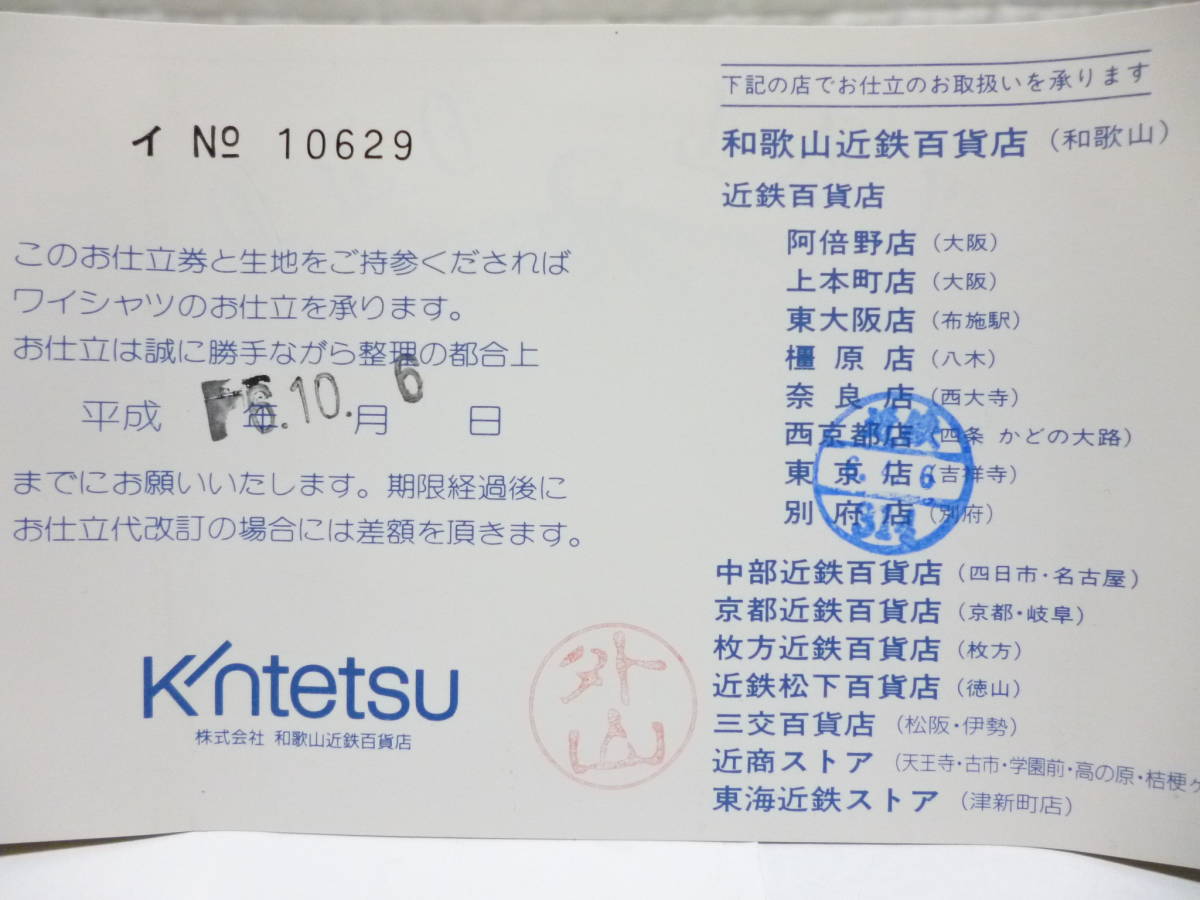 イ № 10629
このお仕立券と生地をご持参くだされば
ワイシャツのお仕立を承ります。
お仕立は誠に勝手ながら整理の都合上
平成 年 10. 月 6 日
までにお願いいたします。期限経過後に
お仕立代改訂の場合には差額を頂きます。
Kintetsu
株式会社 和歌山近鉄百貨店
外山
下記の店でお仕立のお取扱いを承ります
和歌山近鉄百貨店（和歌山）
近鉄百貨店
阿倍野店（大阪）
上本町店（大阪）
東大阪店（布施駅）
橿原店（八木）
奈良店（西大寺）
西京都店（四条 かどの大路）
東京店（吉祥寺）
別府店（別府）
中部近鉄百貨店（四日市・名古屋）
京都近鉄百貨店（京都・岐阜）
枚方近鉄百貨店（枚方）
近鉄松下百貨店（徳山）
三交百貨店（松阪・伊勢）
近商ストア（天王寺・古市・学園前・高の原・桔梗ヶ
東海近鉄ストア（津新町店）